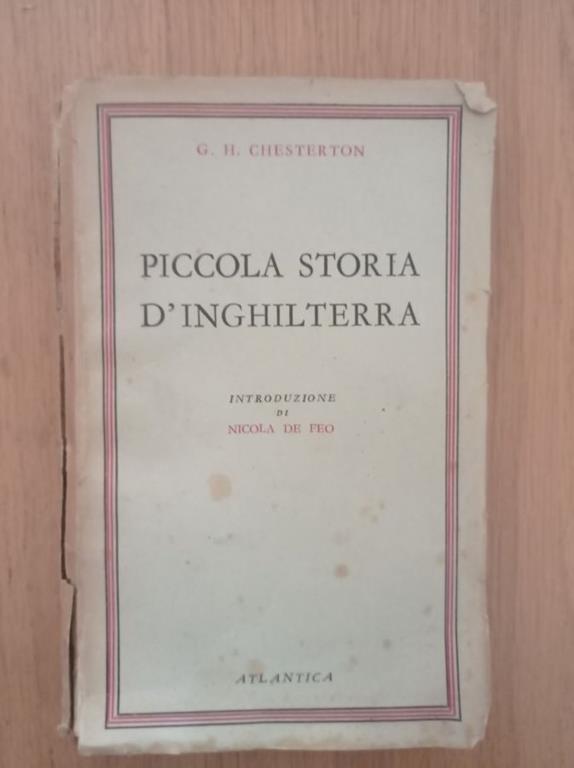 G. H. CHESTERTON
PICCOLA STORIA
D'INGHILTERRA
INTRODUZIONE
DI
NICOLA DE FEO
ATLANTICA